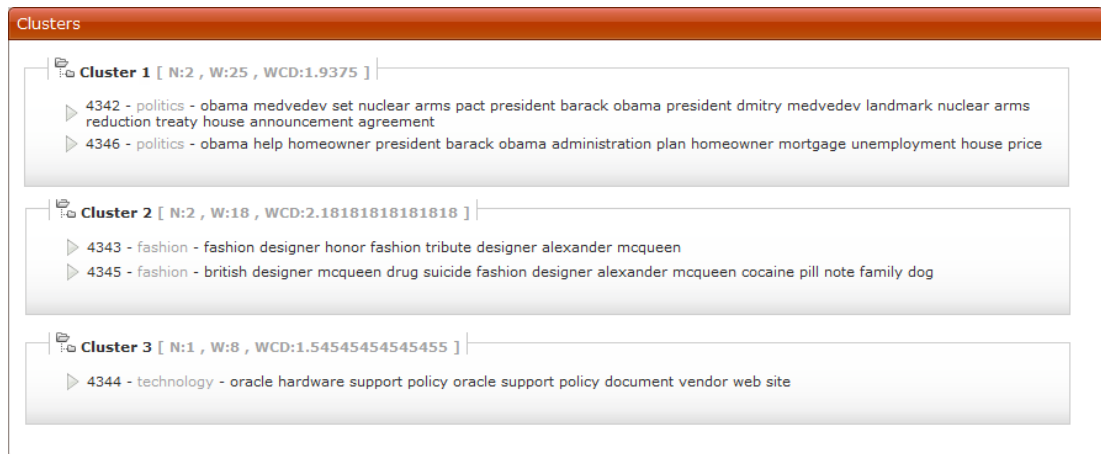 Clusters
Cluster 1 [ N:2 , W:25 , WCD:1.9375 ]
4342 - politics - obama medvedev set nuclear arms pact president barack obama president dmitry medvedev landmark nuclear arms
reduction treaty house announcement agreement
4346 - politics - obama help homeowner president barack obama administration plan homeowner mortgage unemployment house price
Cluster 2 [ N:2 , W:18 , WCD:2.18181818181818 ]
4343 - fashion - fashion designer honor fashion tribute designer alexander mcqueen
4345 - fashion - british designer mcqueen drug suicide fashion designer alexander mcqueen cocaine pill note family dog
Cluster 3 [ N:1 , W:8 , WCD:1.54545454545455 ]
4344 - technology - oracle hardware support policy oracle support policy document vendor web site